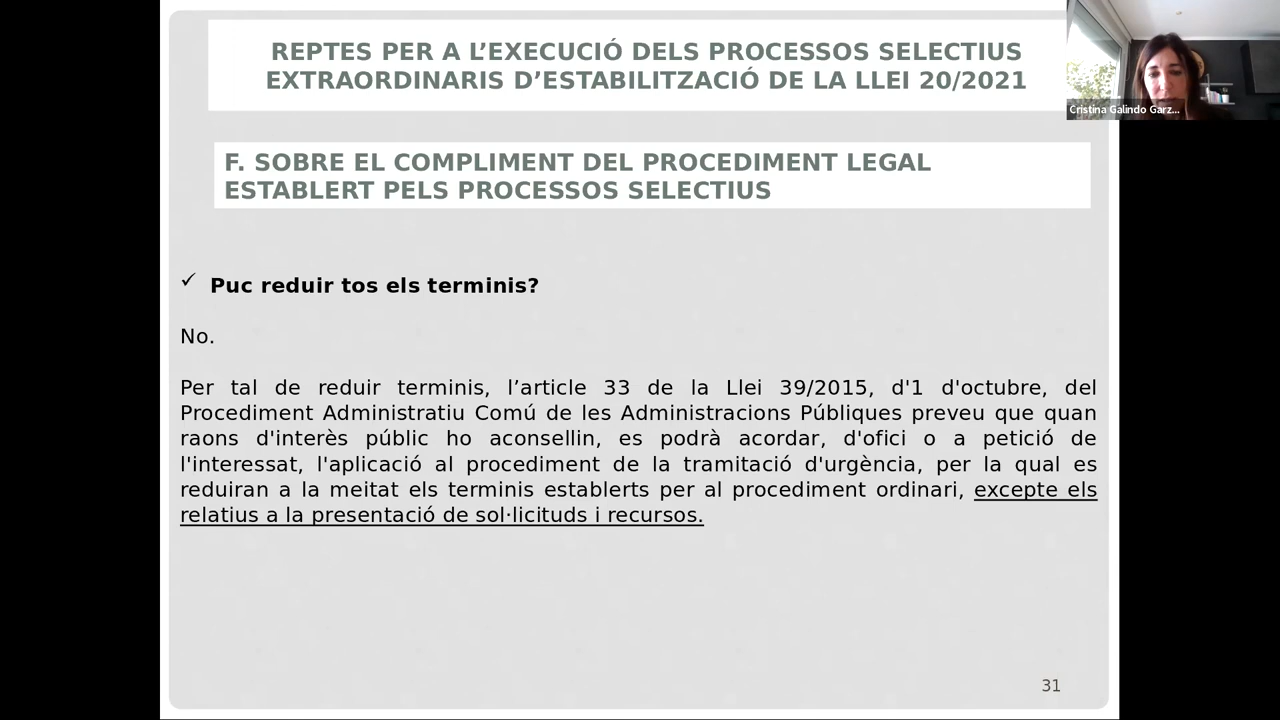 REPTES PER A L’EXECUCIÓ DELS PROCESSOS SELECTIUS
EXTRAORDINARIS D’ESTABILITZACIÓ DE LA LLEI 20/2021
Cristina Galindo Garz...
F. SOBRE EL COMPLIMENT DEL PROCEDIMENT LEGAL
ESTABLERT PELS PROCESSOS SELECTIUS
✓ Puc reduir tos els terminis?
No.
Per tal de reduir terminis, l’article 33 de la Llei 39/2015, d'1 d'octubre, del
Procediment Administratiu Comú de les Administracions Públiques preveu que quan
raons d'interès públic ho aconsellin, es podrà acordar, d'ofici o a petició de
l'interessat, l'aplicació al procediment de la tramitació d'urgència, per la qual es
reduiran a la meitat els terminis establerts per al procediment ordinari, excepte els
relatius a la presentació de sol·licituds i recursos.
31